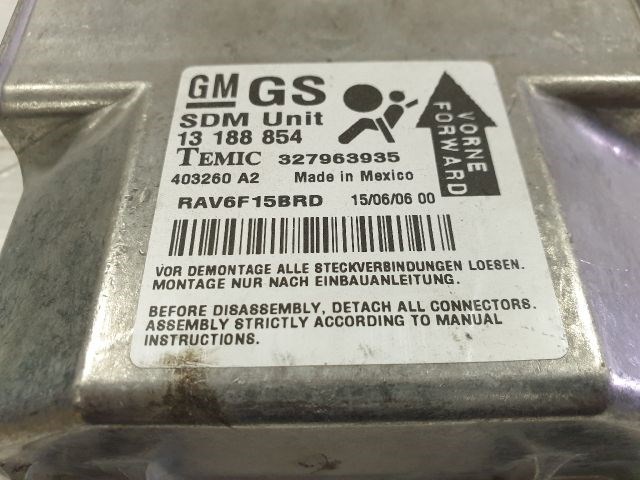 GM GS
SDM Unit
13 188 854
TEMIC 327963935
403260 A2 Made in Mexico
RAV6F15BRD 15/06/06 00
VORNE
FORWARD
VOR DEMONTAGE ALLE STECKVERBINDUNGEN LOESEN.
MONTAGE NUR NACH EINBAUANLEITUNG.
BEFORE DISASSEMBLY, DETACH ALL CONNECTORS.
ASSEMBLY STRICTLY ACCORDING TO MANUAL
INSTRUCTIONS.